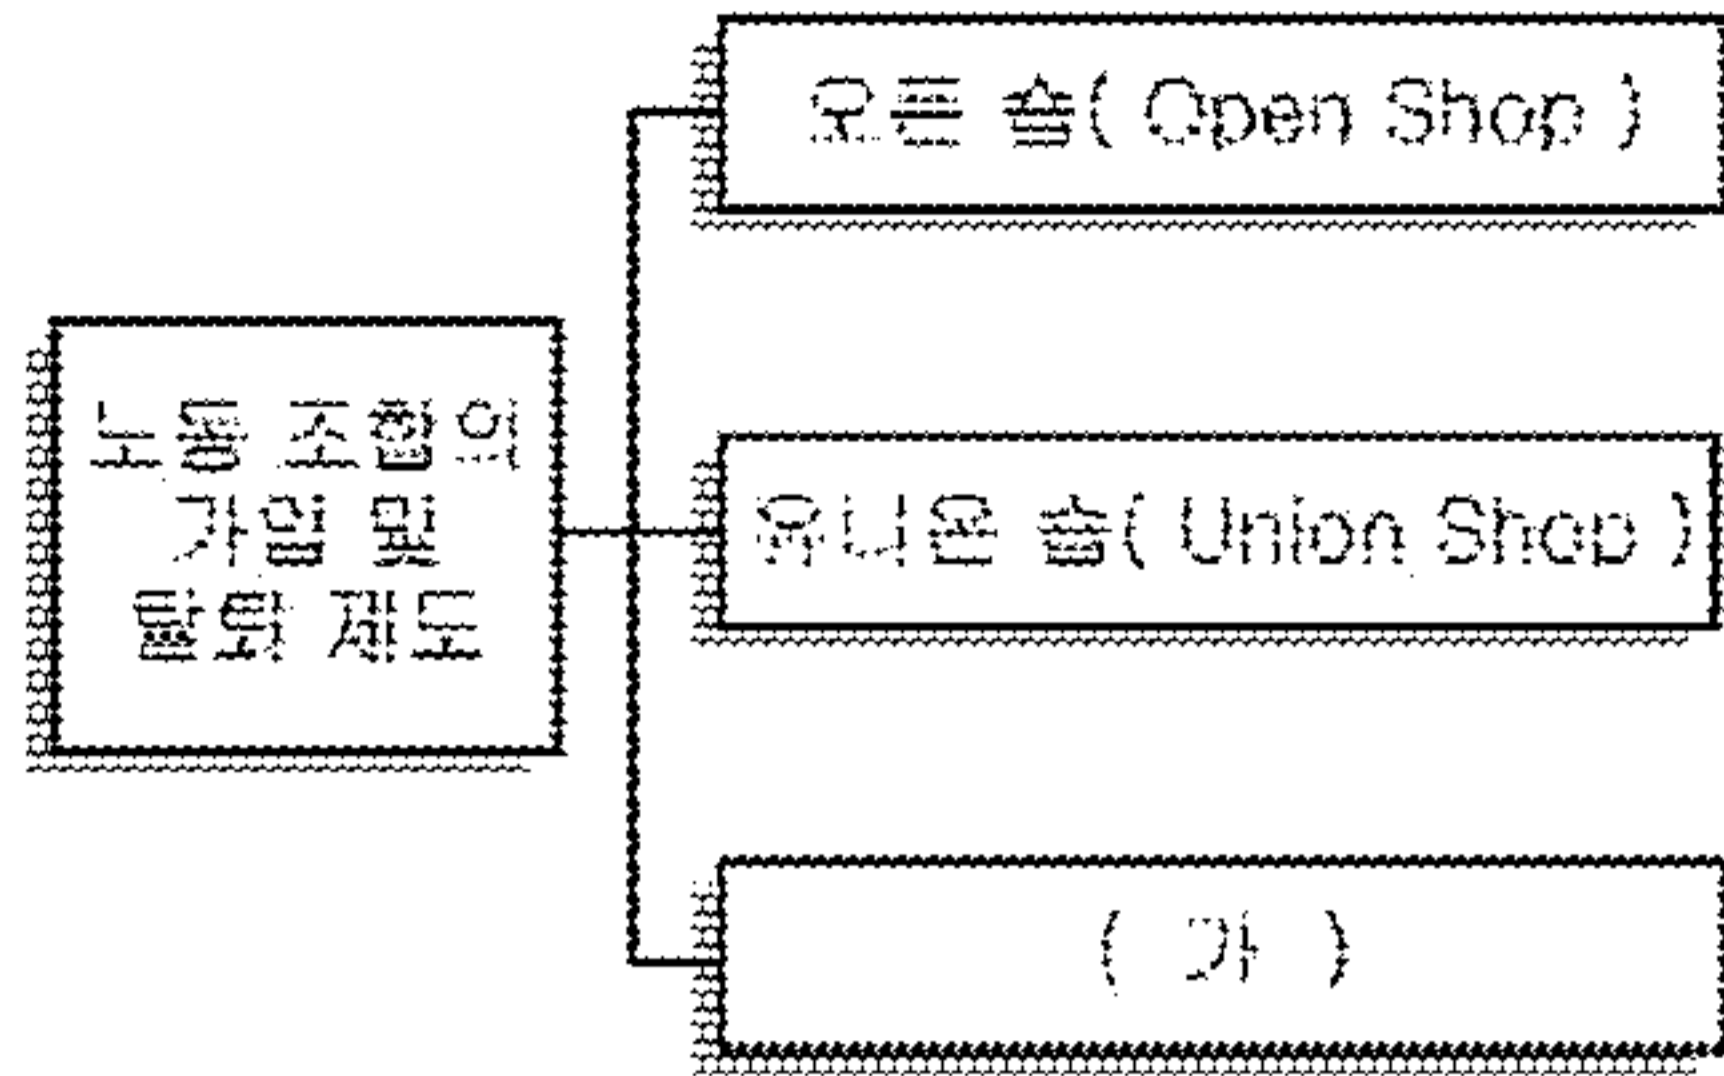 오픈 숍( Open Shop )
노동 조합의
가입 및
탈퇴 제도
유니온 숍( Union Shop )
( 가 )